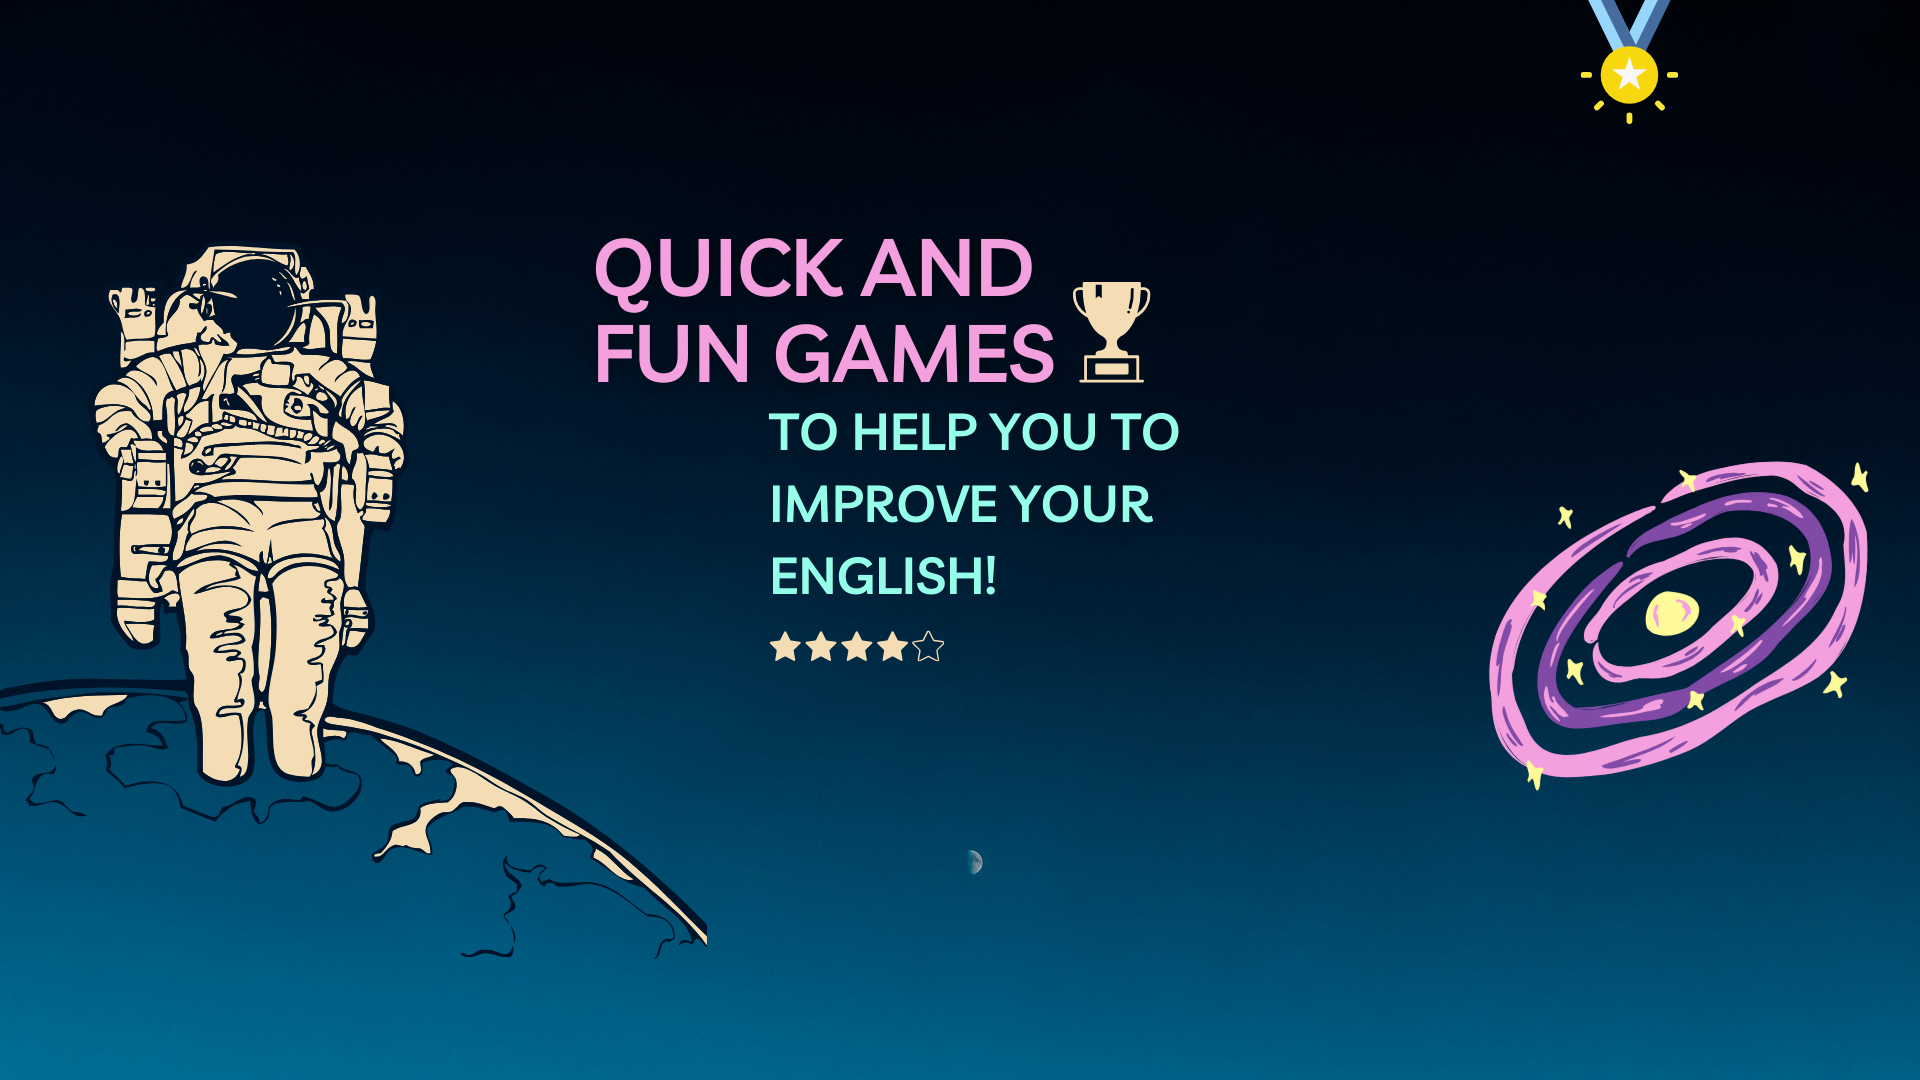 QUICK AND
FUN GAMES
TO HELP YOU TO
IMPROVE YOUR
ENGLISH!